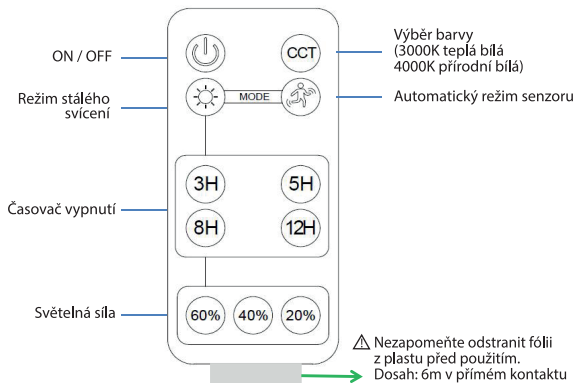 ON / OFF
CCT
Výběr barvy
(3000K teplá bílá
4000K přírodní bílá)
Režim stálého
svícení
MODE
Automatický režim senzoru
Časovač vypnutí
3H
5H
8H
12H
Světelná síla
60%
40%
20%
⚠ Nezapomeňte odstranit fólii
z plastu před použitím.
Dosah: 6m v přímém kontaktu